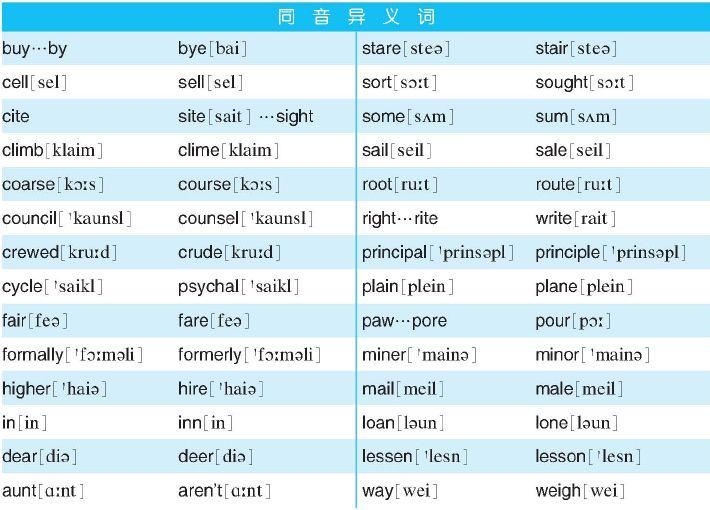 同音异义词
buy…by bye[bai] stare[steə] stair[steə]
cell[sel] sell[sel] sort[sɔːt] sought[sɔːt]
cite site[sait] …sight some[sʌm] sum[sʌm]
climb[klaim] clime[klaim] sail[seil] sale[seil]
coarse[kɔːs] course[kɔːs] root[ruːt] route[ruːt]
council[ˈkaunsl] counsel[ˈkaunsl] right…rite write[rait]
crewed[kruːd] crude[kruːd] principal[ˈprinsəpl] principle[ˈprinsəpl]
cycle[ˈsaikl] psychal[ˈsaikl] plain[plein] plane[plein]
fair[feə] fare[feə] paw…pore pour[pɔː]
formally[ˈfɔːməli] formerly[ˈfɔːməli] miner[ˈmainə] minor[ˈmainə]
higher[ˈhaiə] hire[ˈhaiə] mail[meil] male[meil]
in[in] inn[in] loan[ləun] lone[ləun]
dear[diə] deer[diə] lessen[ˈlesn] lesson[ˈlesn]
aunt[ɑːnt] aren't[ɑːnt] way[wei] weigh[wei]